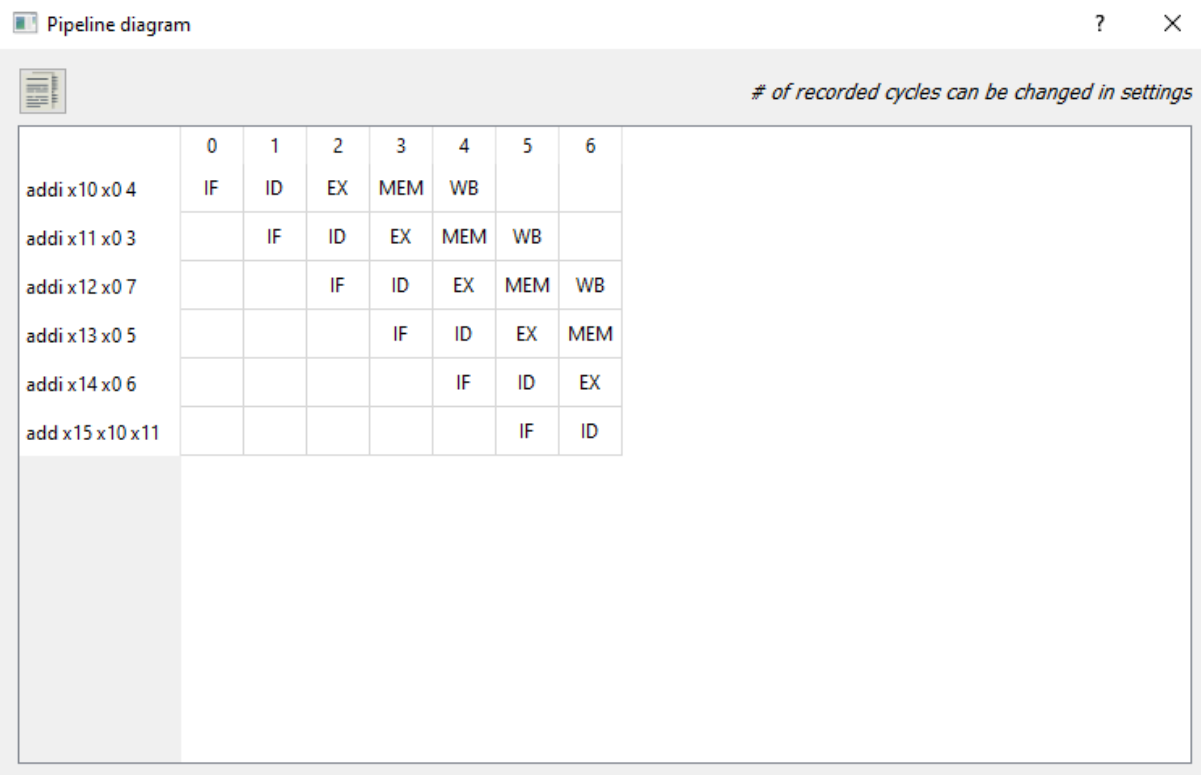 Pipeline diagram ?
# of recorded cycles can be changed in settings
0 1 2 3 4 5 6
addi x10 x0 4 IF ID EX MEM WB
addi x11 x0 3 IF ID EX MEM WB
addi x12 x0 7 IF ID EX MEM WB
addi x13 x0 5 IF ID EX MEM
addi x14 x0 6 IF ID EX
add x15 x10 x11 IF ID